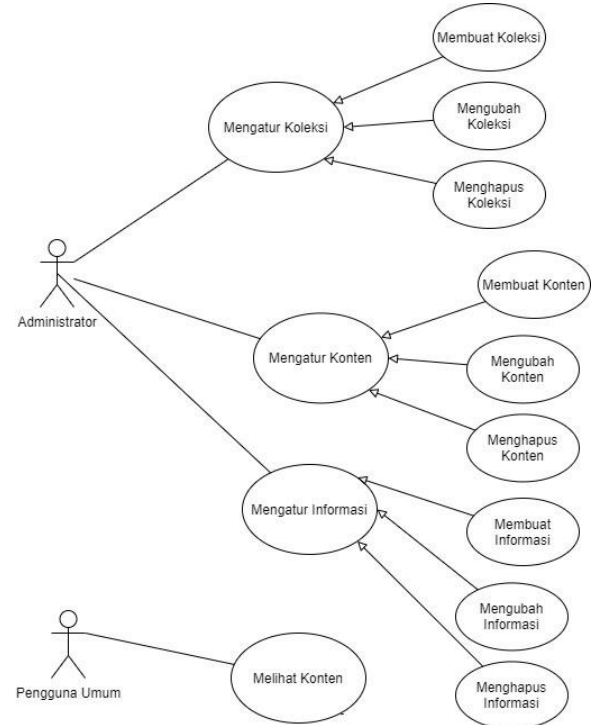 Membuat Koleksi
Mengatur Koleksi
Mengubah
Koleksi
Menghapus
Koleksi
Administrator
Membuat Konten
Mengatur Konten
Mengubah
Konten
Menghapus
Konten
Mengatur Informasi
Membuat
Informasi
Mengubah
Informasi
Pengguna Umum
Melihat Konten
Menghapus
Informasi